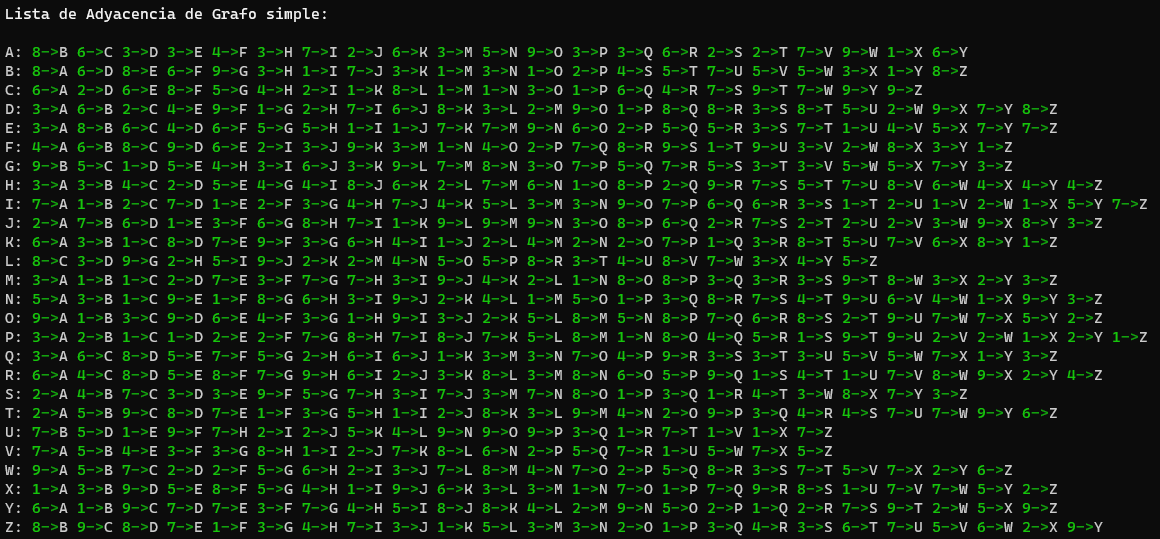 Lista de Adyacencia de Grafo simple:
A: 8->B 6->C 3->D 3->E 4->F 3->H 7->I 2->J 6->K 3->M 5->N 9->O 3->P 3->Q 6->R 2->S 2->T 7->V 9->W 1->X 6->Y
B: 8->A 6->D 8->E 6->F 9->G 3->H 1->I 7->J 3->K 1->M 3->N 1->O 2->P 4->S 5->T 7->U 5->V 5->W 3->X 1->Y 8->Z
C: 6->A 2->D 6->E 8->F 5->G 4->H 2->I 1->K 8->L 1->M 1->N 3->O 1->P 6->Q 4->R 7->S 9->T 7->W 9->Y 9->Z
D: 3->A 6->B 2->C 4->E 9->F 1->G 2->H 7->I 6->J 8->K 3->L 2->M 9->O 1->P 8->Q 8->R 3->S 8->T 5->U 2->W 9->X 7->Y 8->Z
E: 3->A 8->B 6->C 4->D 6->F 5->G 5->H 1->I 1->J 7->K 7->M 9->N 6->O 2->P 5->Q 5->R 3->S 7->T 1->U 4->V 5->X 7->Y 7->Z
F: 4->A 6->B 8->C 9->D 6->E 2->I 3->J 9->K 3->M 1->N 4->O 2->P 7->Q 8->R 9->S 1->T 9->U 3->V 2->W 8->X 3->Y 1->Z
G: 9->B 5->C 1->D 5->E 4->H 3->I 6->J 3->K 9->L 7->M 8->N 3->O 7->P 5->Q 7->R 5->S 3->T 3->V 5->W 5->X 7->Y 3->Z
H: 3->A 3->B 4->C 2->D 5->E 4->G 4->I 8->J 6->K 2->L 7->M 6->N 1->O 8->P 2->Q 9->R 7->S 5->T 7->U 8->V 6->W 4->X 4->Y 4->Z
I: 7->A 1->B 2->C 7->D 1->E 2->F 3->G 4->H 7->J 4->K 5->L 3->M 3->N 9->O 7->P 6->Q 6->R 3->S 1->T 2->U 1->V 2->W 1->X 5->Y 7->Z
J: 2->A 7->B 6->D 1->E 3->F 6->G 8->H 7->I 1->K 9->L 9->M 9->N 3->O 8->P 6->Q 2->R 7->S 2->T 2->U 2->V 3->W 9->X 8->Y 3->Z
K: 6->A 3->B 1->C 8->D 7->E 9->F 3->G 6->H 4->I 1->J 2->L 4->M 2->N 2->O 7->P 1->Q 3->R 8->T 5->U 7->V 6->X 8->Y 1->Z
L: 8->C 3->D 9->G 2->H 5->I 9->J 2->K 2->M 4->N 5->O 5->P 8->R 3->T 4->U 8->V 7->W 3->X 4->Y 5->Z
M: 3->A 1->B 1->C 2->D 7->E 3->F 7->G 7->H 3->I 9->J 4->K 2->L 1->N 8->O 8->P 3->Q 3->R 3->S 9->T 8->W 3->X 2->Y 3->Z
N: 5->A 3->B 1->C 9->E 1->F 8->G 6->H 3->I 9->J 2->K 4->L 1->M 5->O 1->P 3->Q 8->R 7->S 4->T 9->U 6->V 4->W 1->X 9->Y 3->Z
O: 9->A 1->B 3->C 9->D 6->E 4->F 3->G 1->H 9->I 3->J 2->K 5->L 8->M 5->N 8->P 7->Q 6->R 8->S 2->T 9->U 7->W 7->X 5->Y 2->Z
P: 3->A 2->B 1->C 1->D 2->E 2->F 7->G 8->H 7->I 8->J 7->K 5->L 8->M 1->N 8->O 4->Q 5->R 1->S 9->T 9->U 2->V 2->W 1->X 2->Y 1->Z
Q: 3->A 6->C 8->D 5->E 7->F 5->G 2->H 6->I 6->J 1->K 3->M 3->N 7->O 4->P 9->R 3->S 3->T 3->U 5->V 5->W 7->X 1->Y 3->Z
R: 6->A 4->C 8->D 5->E 8->F 7->G 9->H 6->I 2->J 3->K 8->L 3->M 8->N 6->O 5->P 9->Q 1->S 4->T 1->U 7->V 8->W 9->X 2->Y 4->Z
S: 2->A 4->B 7->C 3->D 3->E 9->F 5->G 7->H 3->I 7->J 3->M 7->N 8->O 1->P 3->Q 1->R 4->T 3->W 8->X 7->Y 3->Z
T: 2->A 5->B 9->C 8->D 7->E 1->F 3->G 5->H 1->I 2->J 8->K 3->L 9->M 4->N 2->O 9->P 3->Q 4->R 4->S 7->U 7->W 9->Y 6->Z
U: 7->B 5->D 1->E 9->F 7->H 2->I 2->J 5->K 4->L 9->N 9->O 9->P 3->Q 1->R 7->T 1->V 1->X 7->Z
V: 7->A 5->B 4->E 3->F 3->G 8->H 1->I 2->J 7->K 8->L 6->N 2->P 5->Q 7->R 1->U 5->W 7->X 5->Z
W: 9->A 5->B 7->C 2->D 2->F 5->G 6->H 2->I 3->J 7->L 8->M 4->N 7->O 2->P 5->Q 8->R 3->S 7->T 5->V 7->X 2->Y 6->Z
X: 1->A 3->B 9->D 5->E 8->F 5->G 4->H 1->I 9->J 6->K 3->L 3->M 1->N 7->O 1->P 7->Q 9->R 8->S 1->U 7->V 7->W 5->Y 2->Z
Y: 6->A 1->B 9->C 7->D 7->E 3->F 7->G 4->H 5->I 8->J 8->K 4->L 2->M 9->N 5->O 2->P 1->Q 2->R 7->S 9->T 2->W 5->X 9->Z
Z: 8->B 9->C 8->D 7->E 1->F 3->G 4->H 7->I 3->J 1->K 5->L 3->M 3->N 2->O 1->P 3->Q 4->R 3->S 6->T 7->U 5->V 6->W 2->X 9->Y